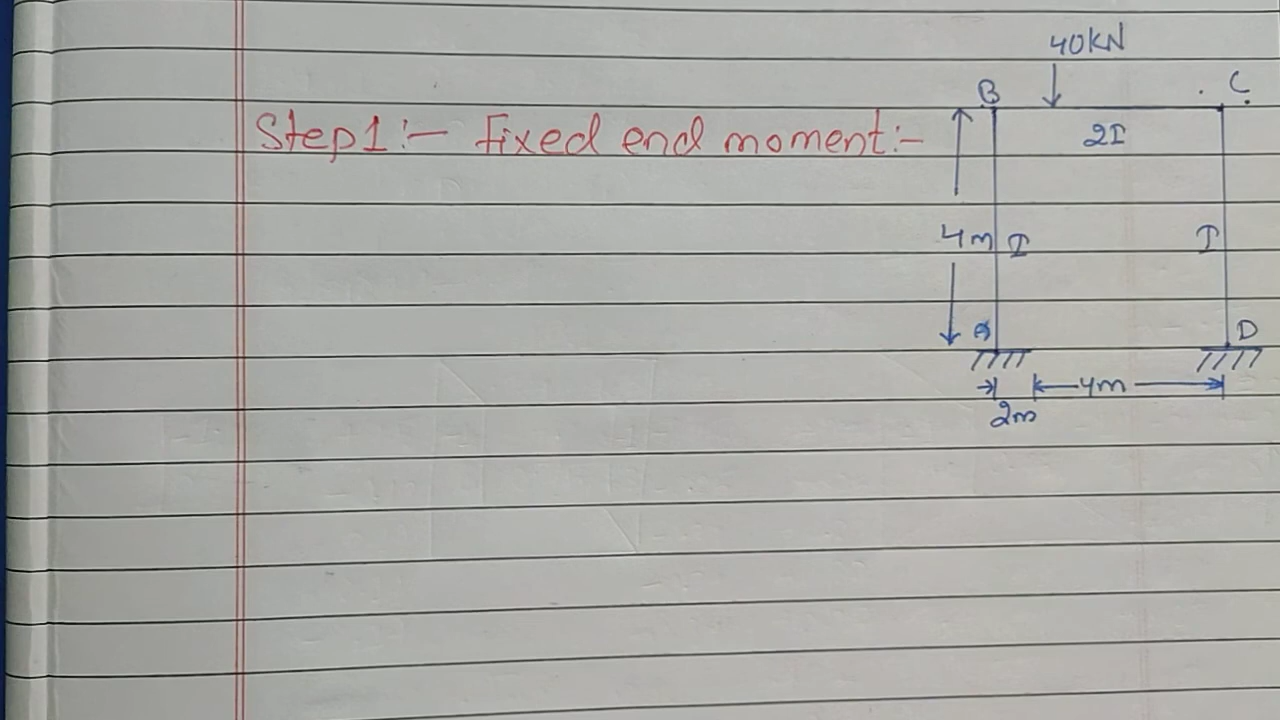 40KN
B
C
Step1:- Fixed end moment:-
2I
4m
I
I
A
D
4m
2m